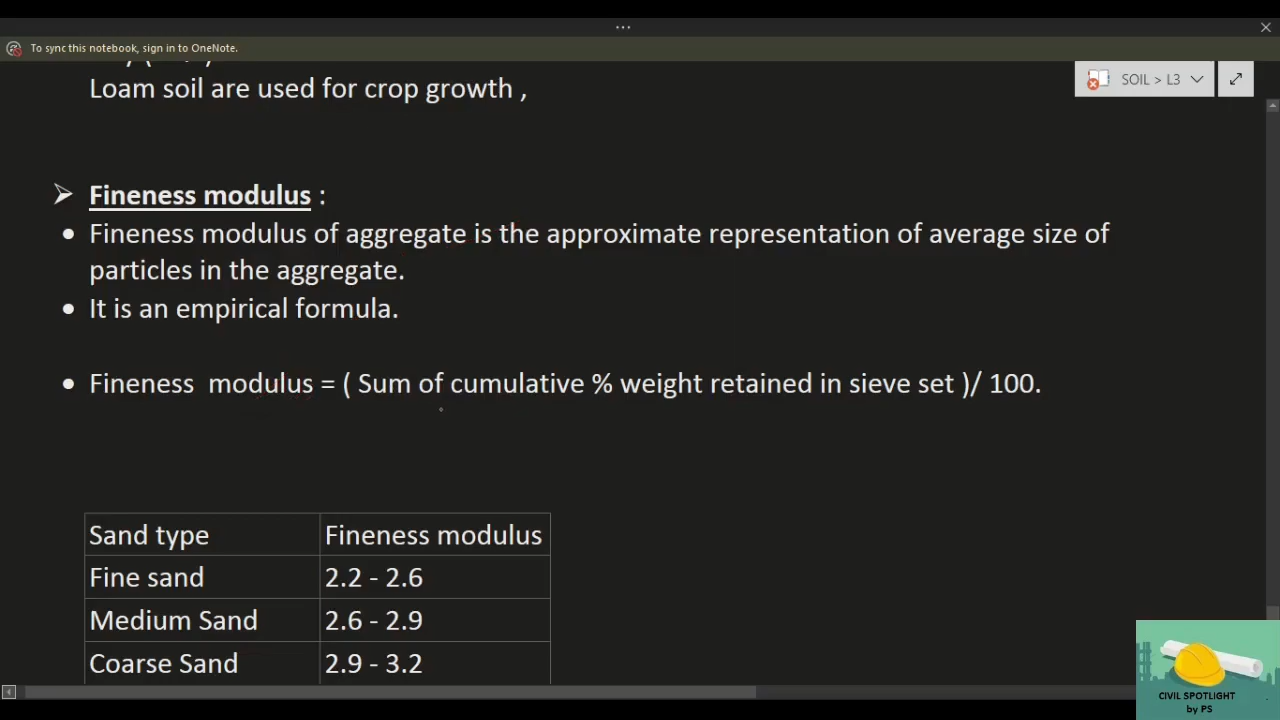 ...
To sync this notebook, sign in to OneNote.
SOIL > L3
Loam soil are used for crop growth ,
Fineness modulus :
Fineness modulus of aggregate is the approximate representation of average size of
particles in the aggregate.
It is an empirical formula.
Fineness modulus = ( Sum of cumulative % weight retained in sieve set )/ 100.
Sand type Fineness modulus
Fine sand 2.2 - 2.6
Medium Sand 2.6 - 2.9
Coarse Sand 2.9 - 3.2
CIVIL SPOTLIGHT
by PS